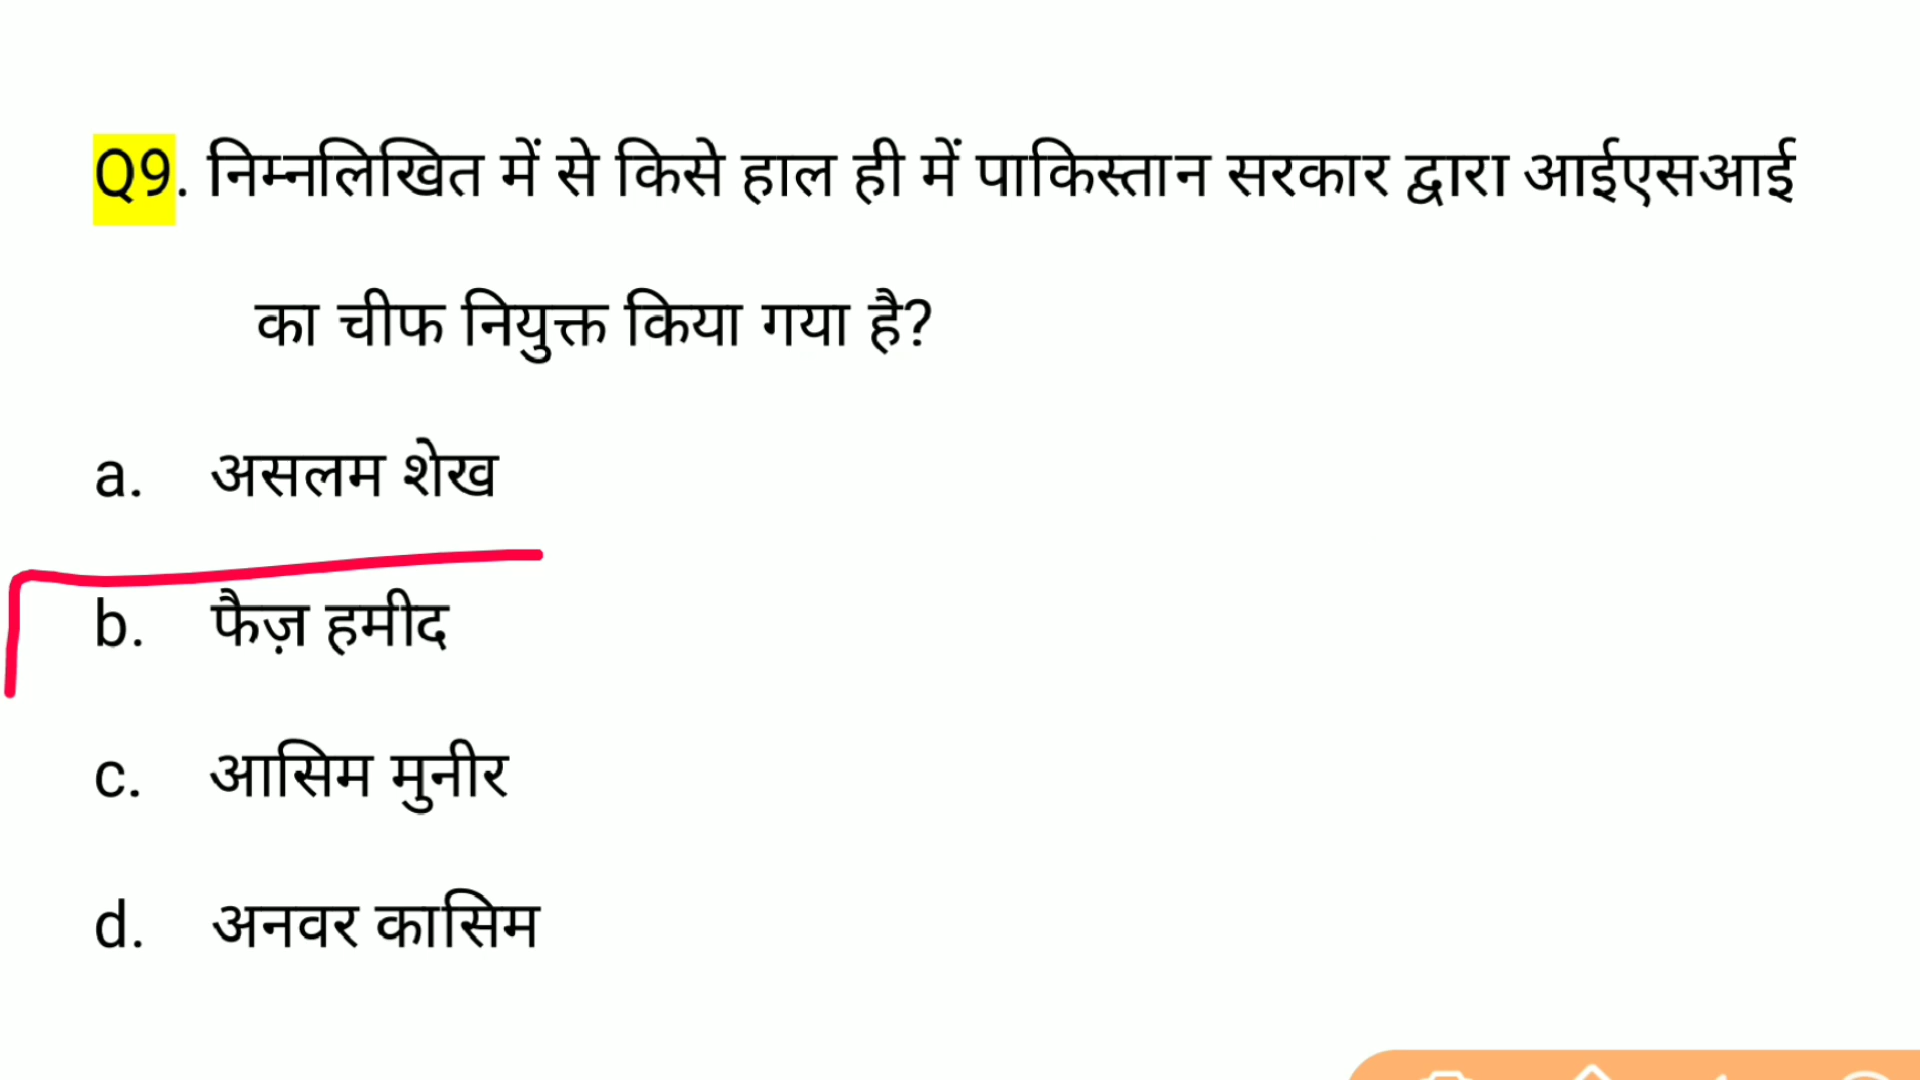 Q9. निम्नलिखित में से किसे हाल ही में पाकिस्तान सरकार द्वारा आईएसआई
का चीफ नियुक्त किया गया है?
a. असलम शेख
b. फैज़ हमीद
c. आसिम मुनीर
d. अनवर कासिम